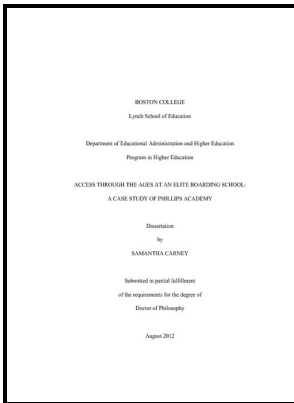 BOSTON COLLEGE
Lynch School of Education
Department of Educational Administration and Higher Education
Program in Higher Education
ACCESS THROUGH THE AGES AT AN ELITE BOARDING SCHOOL:
A CASE STUDY OF PHILLIPS ACADEMY
Dissertation
by
SAMANTHA CARNEY
Submitted in partial fulfillment
of the requirements for the degree of
Doctor of Philosophy
August 2012